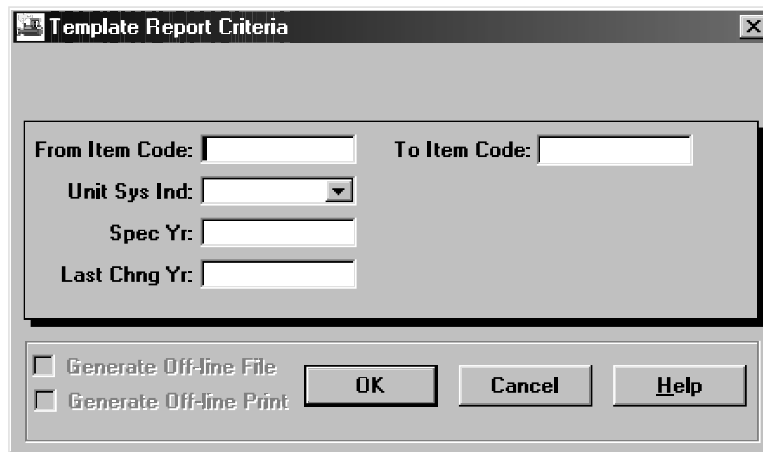 Template Report Criteria
From Item Code:
To Item Code:
Unit Sys Ind:
Spec Yr:
Last Chng Yr:
Generate Off-line File
Generate Off-line Print
OK
Cancel
Help